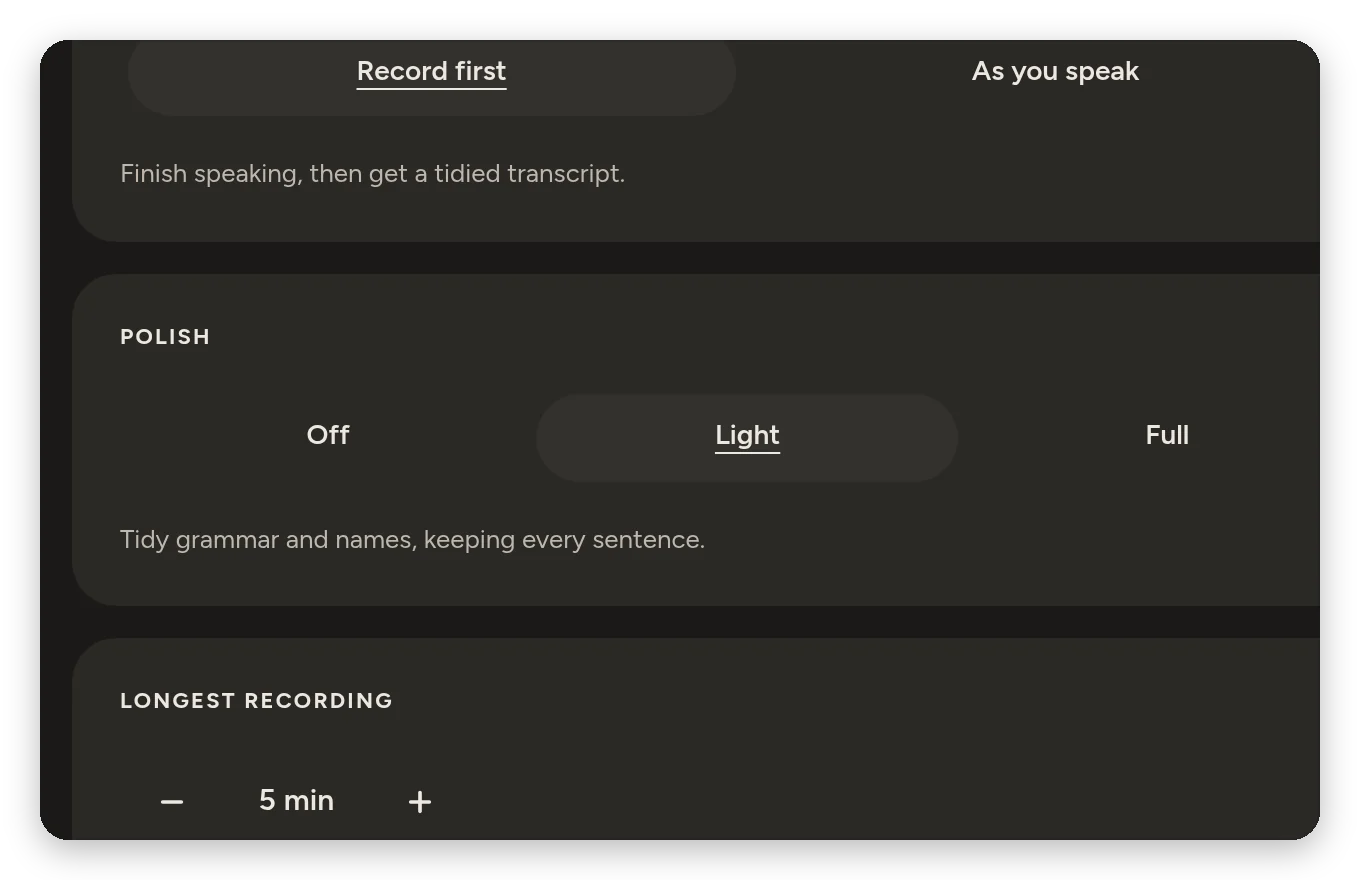 Record first
As you speak
Finish speaking, then get a tidied transcript.
POLISH
Off
Light
Full
Tidy grammar and names, keeping every sentence.
LONGEST RECORDING
− 5 min +